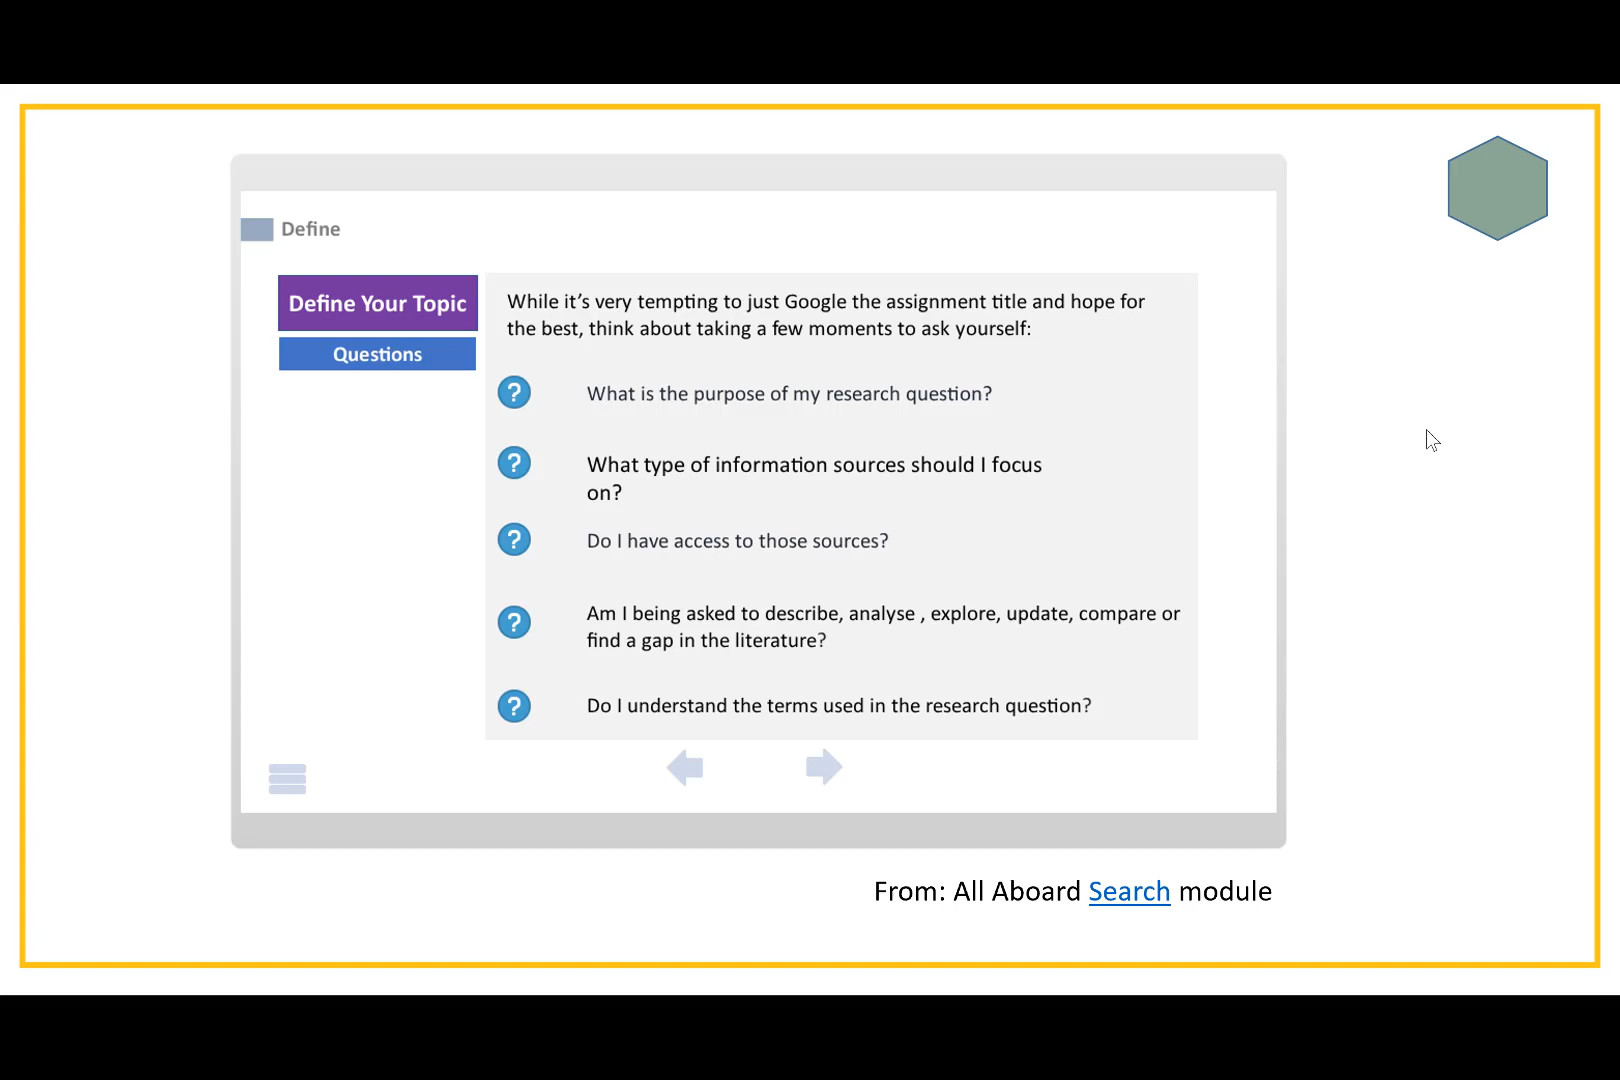 Define
Define Your Topic
Questions
While it’s very tempting to just Google the assignment title and hope for
the best, think about taking a few moments to ask yourself:
? What is the purpose of my research question?
? What type of information sources should I focus
on?
? Do I have access to those sources?
? Am I being asked to describe, analyse , explore, update, compare or
find a gap in the literature?
? Do I understand the terms used in the research question?
From: All Aboard Search module